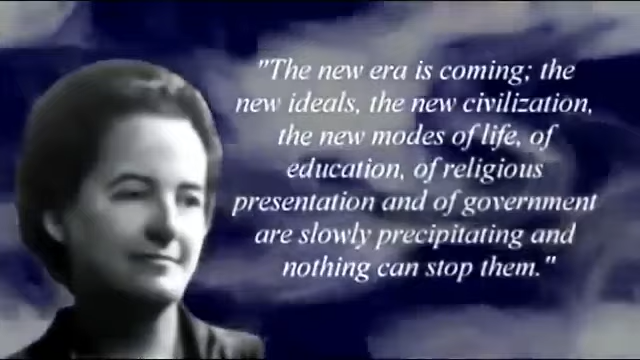 "The new era is coming; the
new ideals, the new civilization,
the new modes of life, of
education, of religious
presentation and of government
are slowly precipitating and
nothing can stop them."